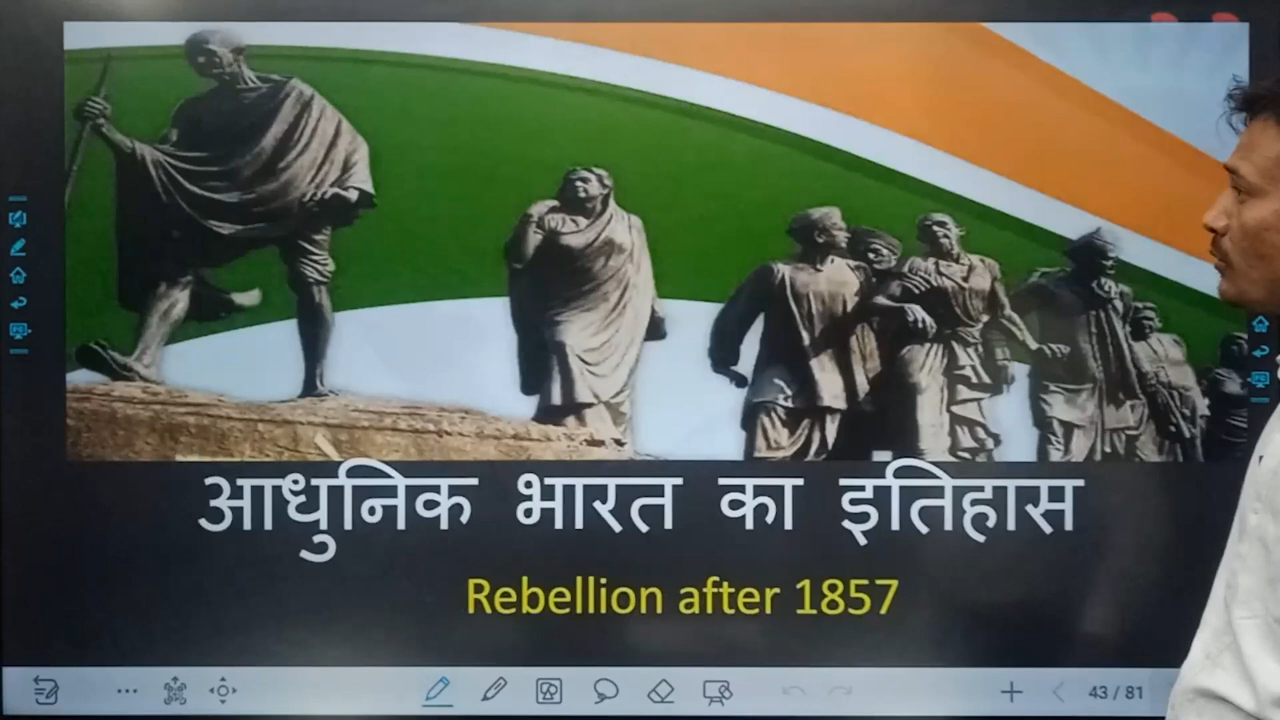 आधुनिक भारत का इतिहास
Rebellion after 1857
43 / 81